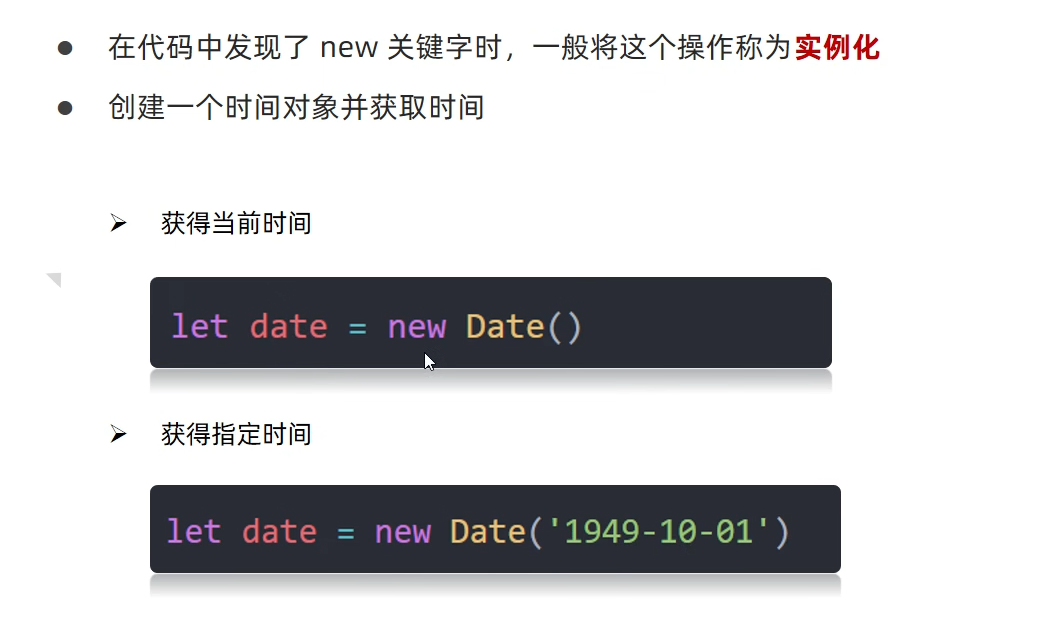 在代码中发现了 new 关键字时，一般将这个操作称为实例化
创建一个时间对象并获取时间
获得当前时间
let date = new Date()
获得指定时间
let date = new Date('1949-10-01')